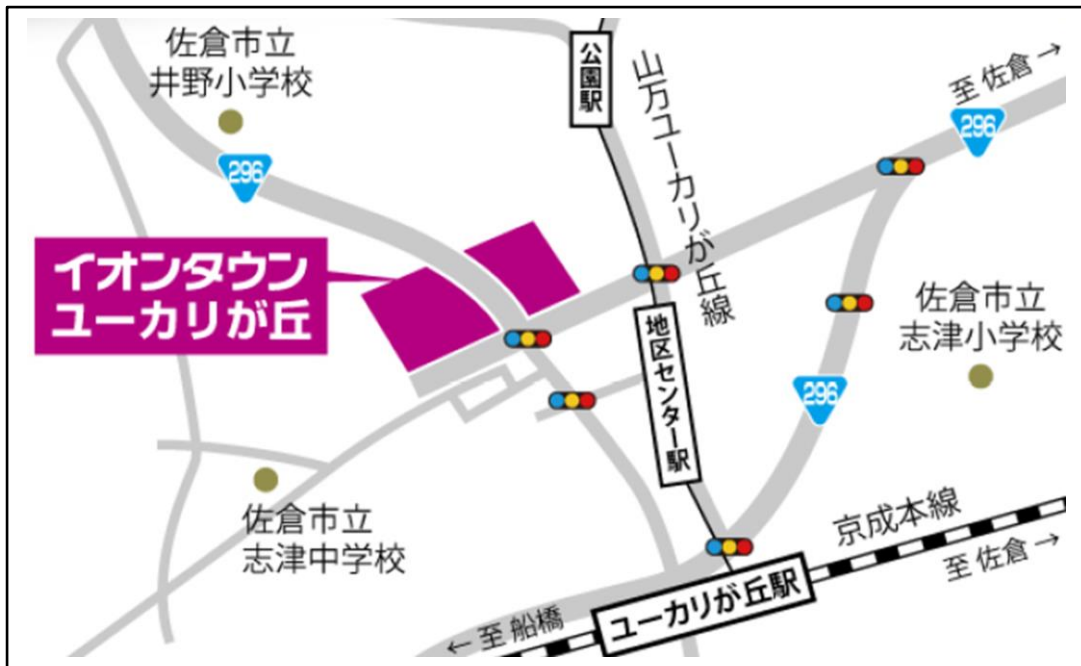 佐倉市立
井野小学校
296
公園駅
山万ユーカリが丘線
至 佐倉 →
296
イオンタウン
ユーカリが丘
地区センター駅
佐倉市立
志津小学校
296
佐倉市立
志津中学校
京成本線
至 佐倉 →
ユーカリが丘駅
← 至 船橋